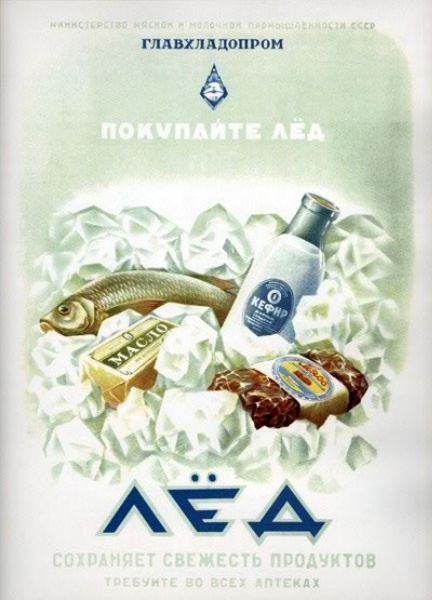 МИНИСТЕРСТВО МЯСНОЙ И МОЛОЧНОЙ ПРОМЫШЛЕННОСТИ СССР
ГЛАВХЛАДОПРОМ
ПОКУПАЙТЕ ЛЁД
КЕФИР
МАСЛО
ЛЁД
СОХРАНЯЕТ СВЕЖЕСТЬ ПРОДУКТОВ
ТРЕБУЙТЕ ВО ВСЕХ АПТЕКАХ